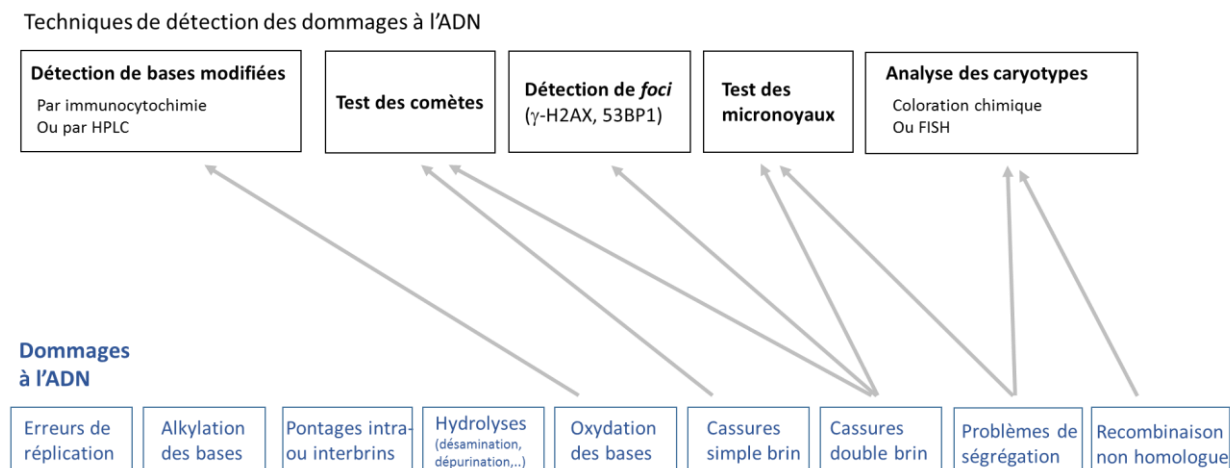 Techniques de détection des dommages à l'ADN
Détection de bases modifiées
Par immunocytochimie
Ou par HPLC
Test des comètes
Détection de foci
(γ-H2AX, 53BP1)
Test des
micronoyaux
Analyse des caryotypes
Coloration chimique
Ou FISH
Dommages
à l'ADN
Erreurs de
réplication
Alkylation
des bases
Pontages intra-
ou interbrins
Hydrolyses
(désamination,
dépurination,..)
Oxydation
des bases
Cassures
simple brin
Cassures
double brin
Problèmes de
ségrégation
Recombinaison
non homologue